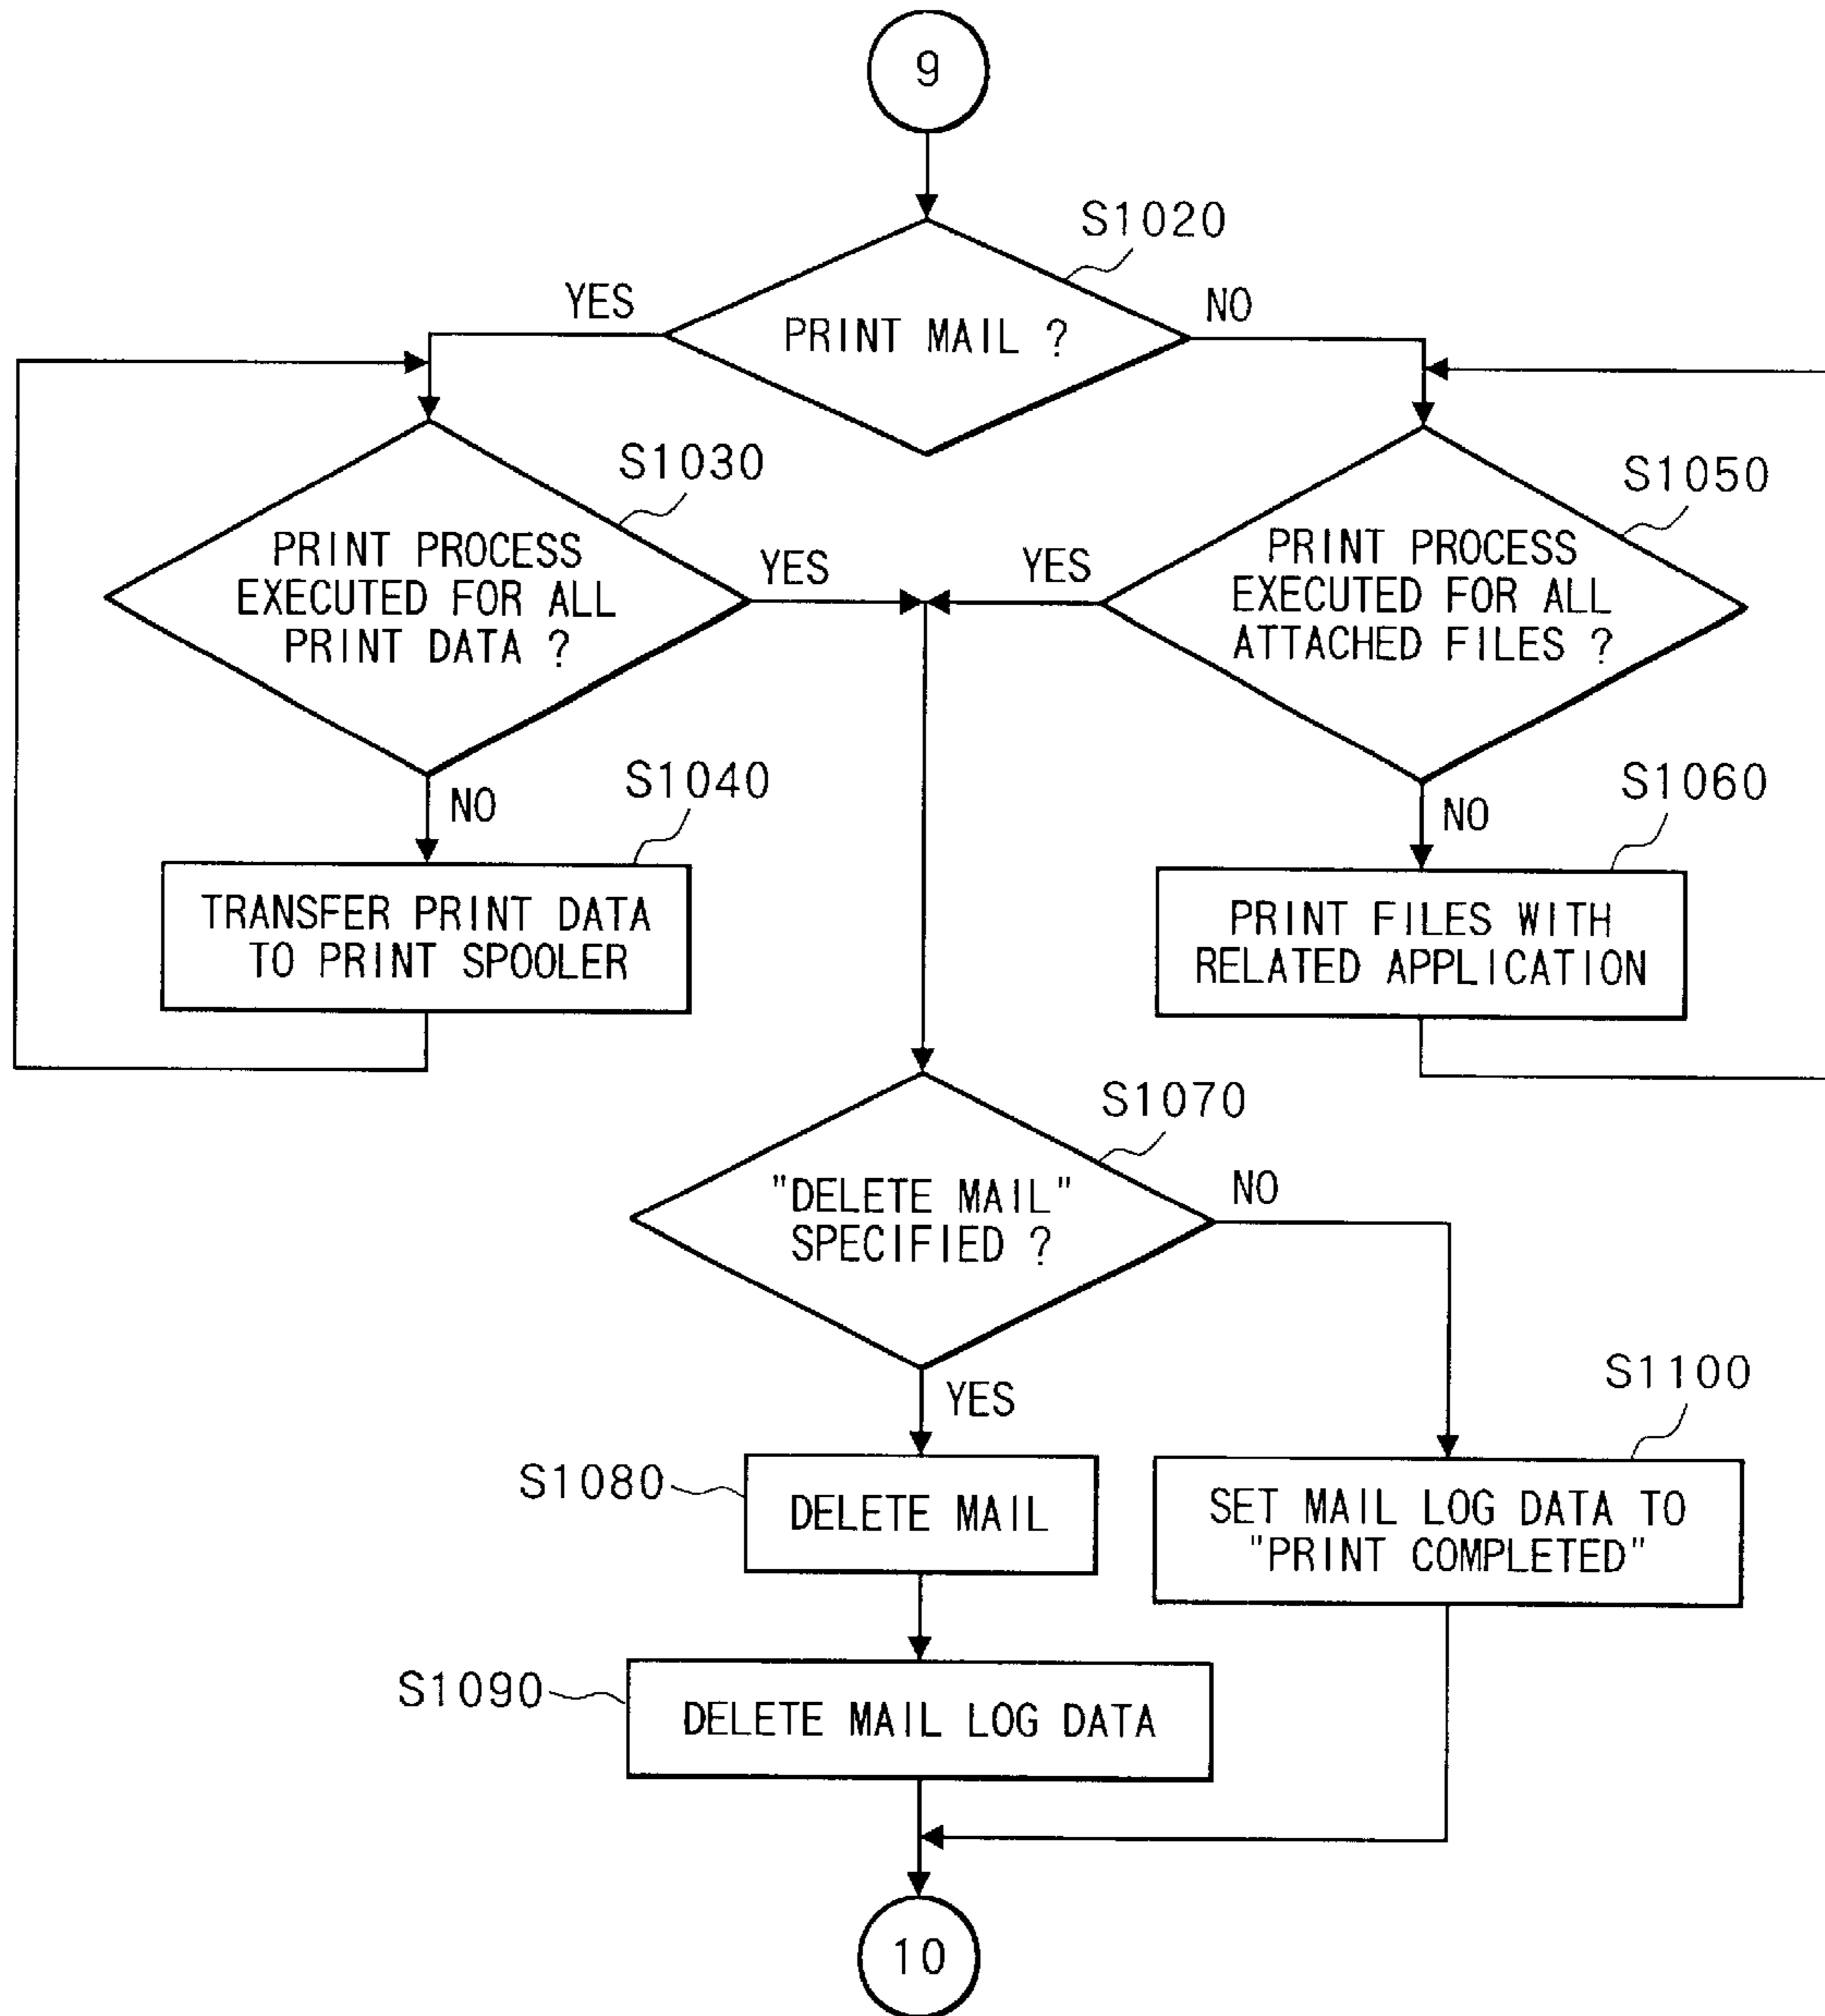 9
S1020
YES
NO
PRINT MAIL ?
S1030
S1050
PRINT PROCESS
EXECUTED FOR ALL
PRINT DATA ?
YES
YES
PRINT PROCESS
EXECUTED FOR ALL
ATTACHED FILES ?
S1040
NO
S1060
NO
TRANSFER PRINT DATA
TO PRINT SPOOLER
PRINT FILES WITH
RELATED APPLICATION
S1070
"DELETE MAIL"
SPECIFIED ?
NO
YES
S1100
S1080
DELETE MAIL
SET MAIL LOG DATA TO
"PRINT COMPLETED"
S1090
DELETE MAIL LOG DATA
10